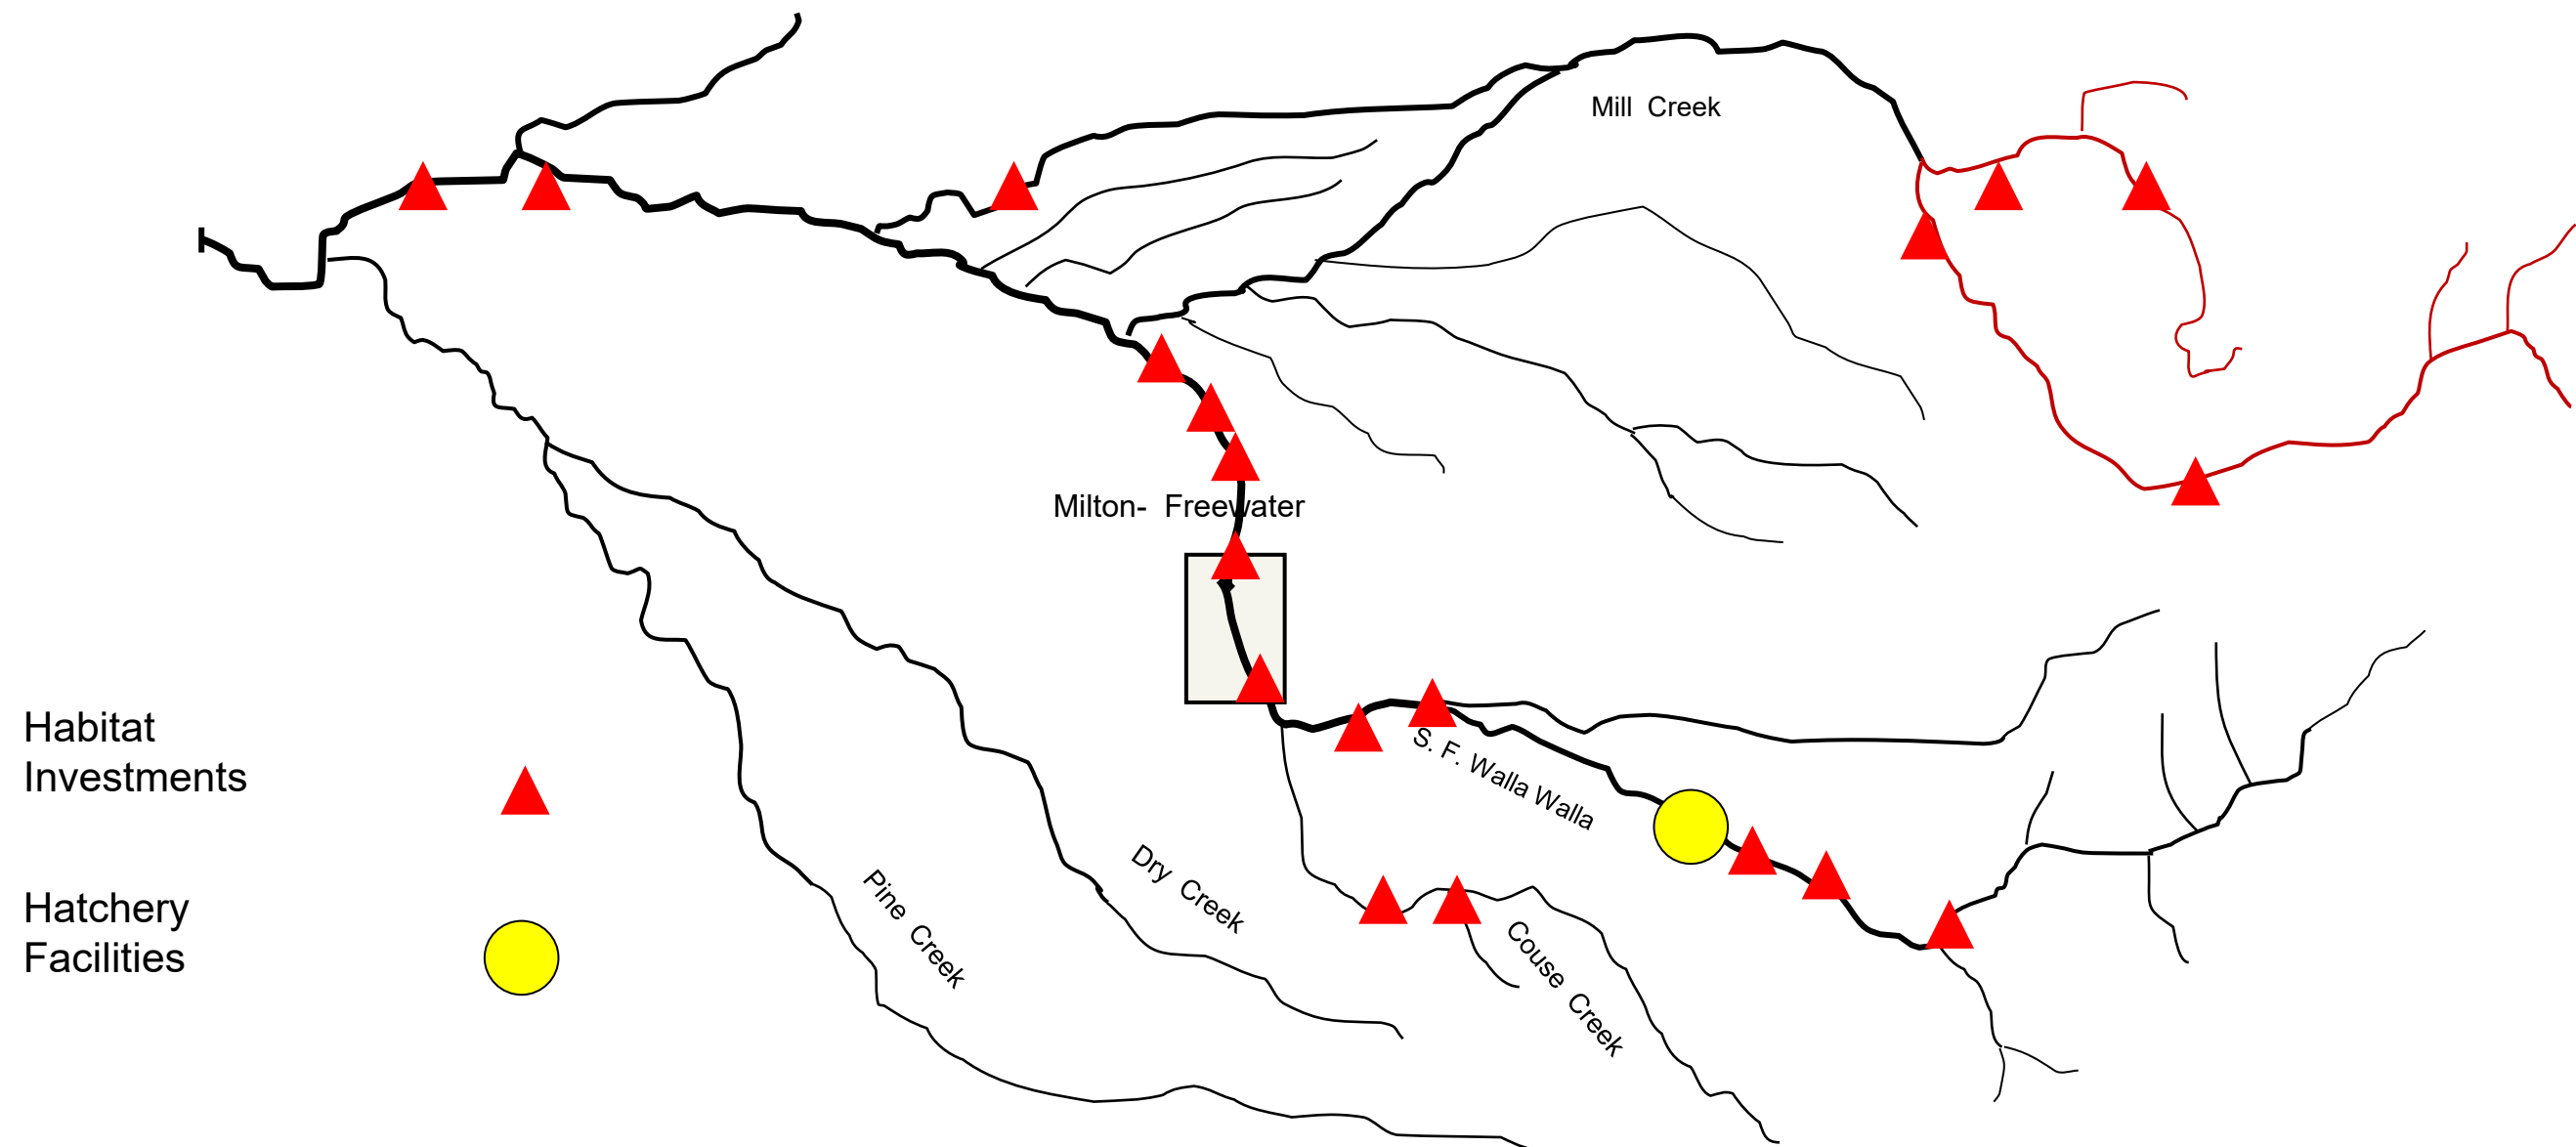 Mill Creek
Milton- Freewater
S. F. Walla Walla
Habitat
Investments
Dry Creek
Pine Creek
Couse Creek
Hatchery
Facilities